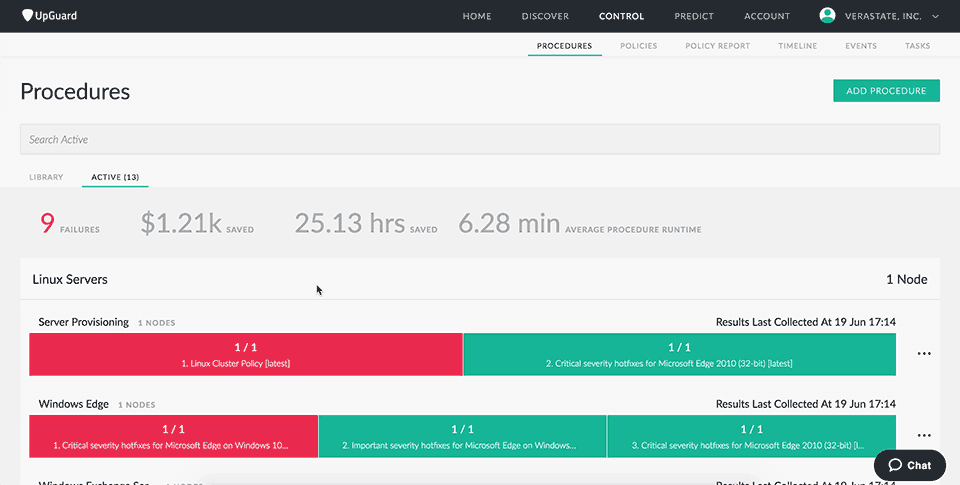 UpGuard
HOME DISCOVER CONTROL PREDICT ACCOUNT VERASTATE, INC.
PROCEDURES POLICIES POLICY REPORT TIMELINE EVENTS TASKS
Procedures
ADD PROCEDURE
Search Active
LIBRARY ACTIVE (13)
9 FAILURES $1.21k SAVED 25.13 hrs SAVED 6.28 min AVERAGE PROCEDURE RUNTIME
Linux Servers 1 Node
Server Provisioning 1 NODES Results Last Collected At 19 Jun 17:14
1 / 1 1 / 1
1. Linux Cluster Policy [latest] 2. Critical severity hotfixes for Microsoft Edge 2010 (32-bit) [latest]
Windows Edge 1 NODES Results Last Collected At 19 Jun 17:14
1 / 1 1 / 1 1 / 1
1. Critical severity hotfixes for Microsoft Edge on Windows 10... 2. Important severity hotfixes for Microsoft Edge on Windows... 3. Critical severity hotfixes for Microsoft Edge 2010 (32-bit) [l...
Chat
Windows Exchange Results Last Collected At 19 Jun 17:14